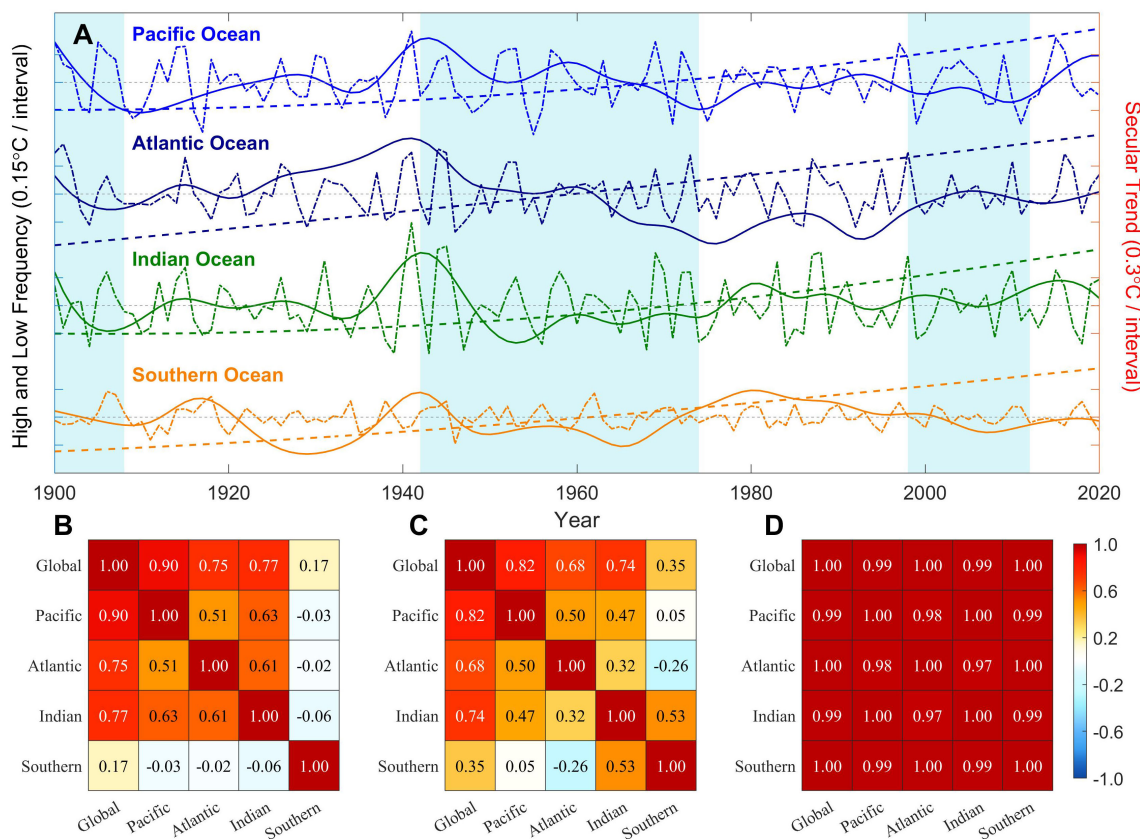 A
Pacific Ocean
Atlantic Ocean
Indian Ocean
Southern Ocean
High and Low Frequency (0.15°C / interval)
Secular Trend (0.3°C / interval)
1900 1920 1940 1960 1980 2000 2020
Year
B
Global 1.00 0.90 0.75 0.77 0.17
Pacific 0.90 1.00 0.51 0.63 -0.03
Atlantic 0.75 0.51 1.00 0.61 -0.02
Indian 0.77 0.63 0.61 1.00 -0.06
Southern 0.17 -0.03 -0.02 -0.06 1.00
Global Pacific Atlantic Indian Southern
C
Global 1.00 0.82 0.68 0.74 0.35
Pacific 0.82 1.00 0.50 0.47 0.05
Atlantic 0.68 0.50 1.00 0.32 -0.26
Indian 0.74 0.47 0.32 1.00 0.53
Southern 0.35 0.05 -0.26 0.53 1.00
Global Pacific Atlantic Indian Southern
D
Global 1.00 0.99 1.00 0.99 1.00
Pacific 0.99 1.00 0.98 1.00 0.99
Atlantic 1.00 0.98 1.00 0.97 1.00
Indian 0.99 1.00 0.97 1.00 0.99
Southern 1.00 0.99 1.00 0.99 1.00
Global Pacific Atlantic Indian Southern
1.0
0.6
0.2
-0.2
-0.6
-1.0